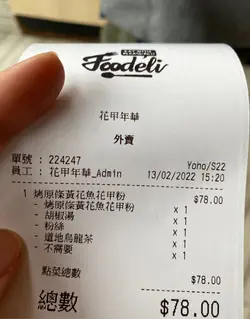 Foodeli
花甲年華
外賣
單號 : 224247 Yoho/S22
員工 : 花甲年華_Admin 13/02/2022 15:20
1 烤原條黃花魚花甲粉 $78.00
- 烤原條黃花魚花甲粉 x 1
- 胡椒湯 x 1
- 粉絲 x 1
- 道地烏龍茶 x 1
- 不需要 x 1
點菜總數 $78.00
總數 $78.00